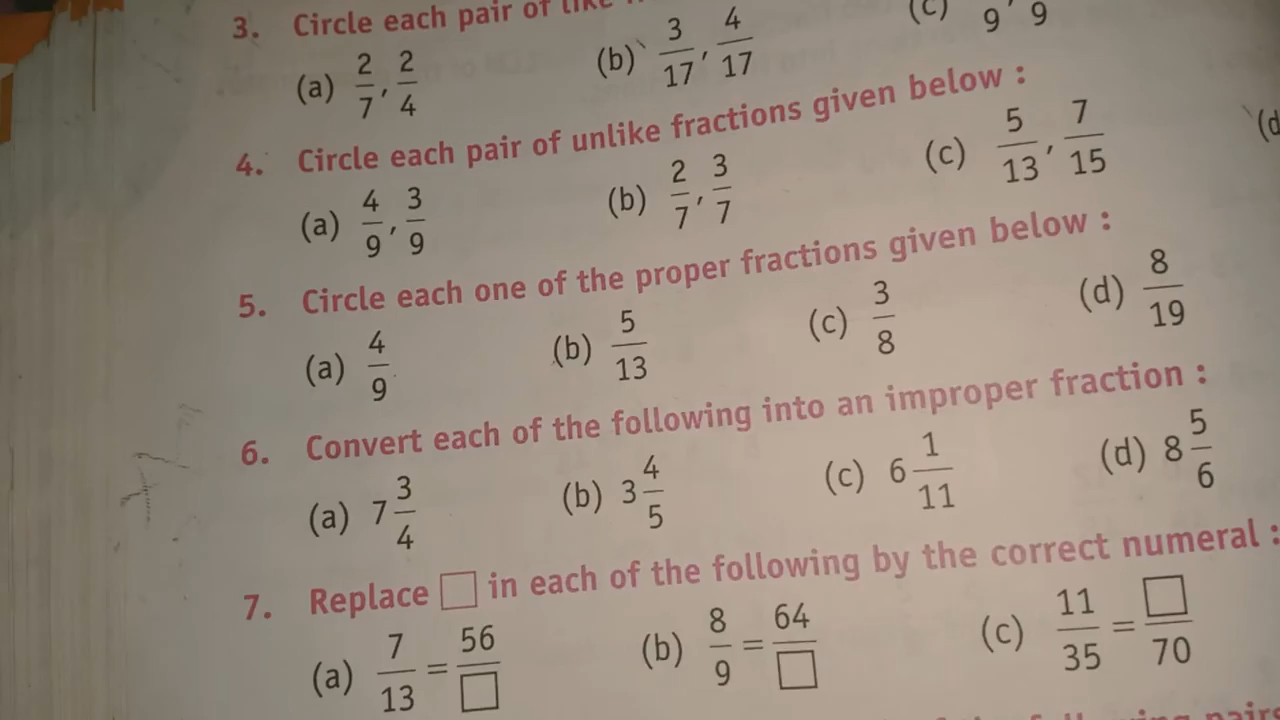 3. Circle each pair of like
(a) 2/7, 2/4 (b) 3/17, 4/17 (c) 9, 9
4. Circle each pair of unlike fractions given below :
(a) 4/9, 3/9 (b) 2/7, 3/7 (c) 5/13, 7/15 (d
5. Circle each one of the proper fractions given below :
(a) 4/9 (b) 5/13 (c) 3/8 (d) 8/19
6. Convert each of the following into an improper fraction :
(a) 7 3/4 (b) 3 4/5 (c) 6 1/11 (d) 8 5/6
7. Replace □ in each of the following by the correct numeral :
(a) 7/13 = 56/□ (b) 8/9 = 64/□ (c) 11/35 = □/70
following pairs